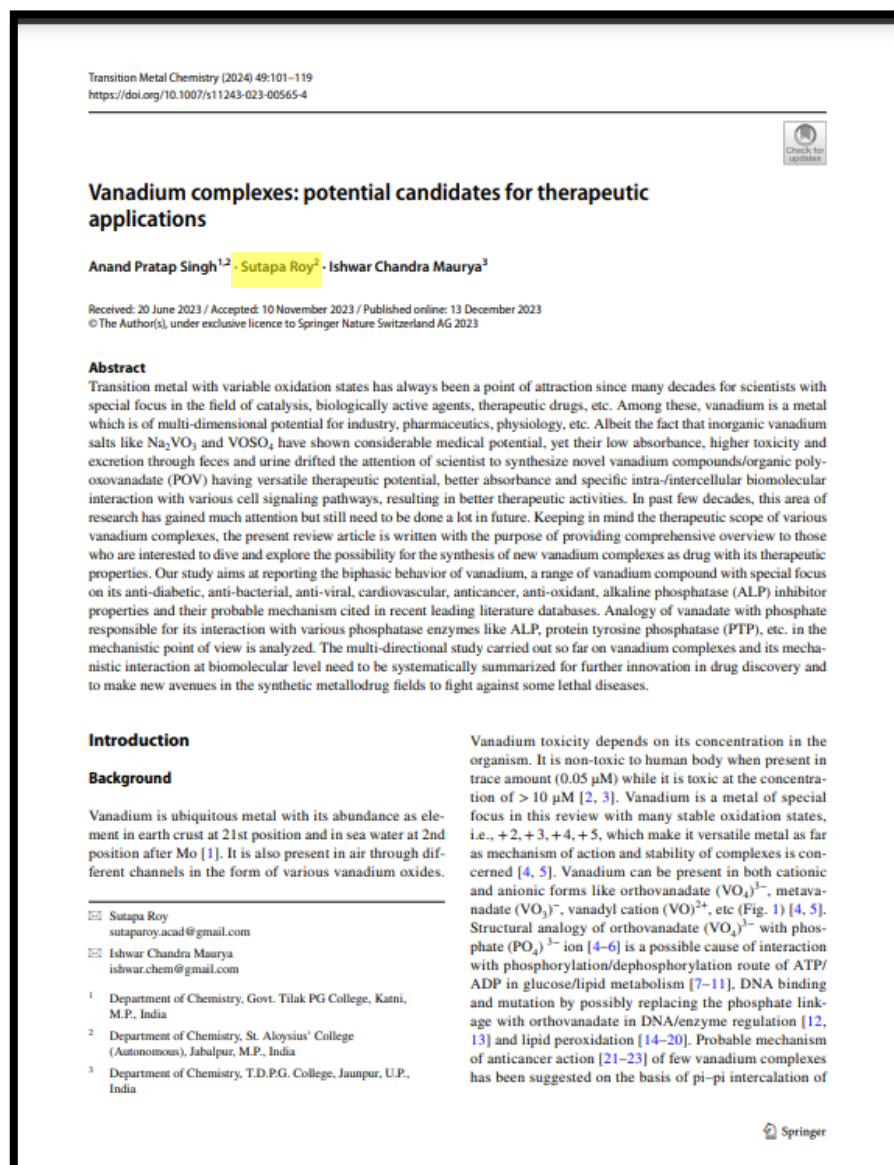 Transition Metal Chemistry (2024) 49:101–119
https://doi.org/10.1007/s11243-023-00565-4
Check for
updates
Vanadium complexes: potential candidates for therapeutic
applications
Anand Pratap Singh1,2 · Sutapa Roy2 · Ishwar Chandra Maurya3
Received: 20 June 2023 / Accepted: 10 November 2023 / Published online: 13 December 2023
© The Author(s), under exclusive licence to Springer Nature Switzerland AG 2023
Abstract
Transition metal with variable oxidation states has always been a point of attraction since many decades for scientists with
special focus in the field of catalysis, biologically active agents, therapeutic drugs, etc. Among these, vanadium is a metal
which is of multi-dimensional potential for industry, pharmaceutics, physiology, etc. Albeit the fact that inorganic vanadium
salts like Na2VO3 and VOSO4 have shown considerable medical potential, yet their low absorbance, higher toxicity and
excretion through feces and urine drifted the attention of scientist to synthesize novel vanadium compounds/organic poly-
oxovanadate (POV) having versatile therapeutic potential, better absorbance and specific intra-/intercellular biomolecular
interaction with various cell signaling pathways, resulting in better therapeutic activities. In past few decades, this area of
research has gained much attention but still need to be done a lot in future. Keeping in mind the therapeutic scope of various
vanadium complexes, the present review article is written with the purpose of providing comprehensive overview to those
who are interested to dive and explore the possibility for the synthesis of new vanadium complexes as drug with its therapeutic
properties. Our study aims at reporting the biphasic behavior of vanadium, a range of vanadium compound with special focus
on its anti-diabetic, anti-bacterial, anti-viral, cardiovascular, anticancer, anti-oxidant, alkaline phosphatase (ALP) inhibitor
properties and their probable mechanism cited in recent leading literature databases. Analogy of vanadate with phosphate
responsible for its interaction with various phosphatase enzymes like ALP, protein tyrosine phosphatase (PTP), etc. in the
mechanistic point of view is analyzed. The multi-directional study carried out so far on vanadium complexes and its mecha-
nistic interaction at biomolecular level need to be systematically summarized for further innovation in drug discovery and
to make new avenues in the synthetic metallodrug fields to fight against some lethal diseases.
Introduction
Background
Vanadium is ubiquitous metal with its abundance as ele-
ment in earth crust at 21st position and in sea water at 2nd
position after Mo [1]. It is also present in air through dif-
ferent channels in the form of various vanadium oxides.
Sutapa Roy
sutaparoy.acad@gmail.com
Ishwar Chandra Maurya
ishwar.chem@gmail.com
1 Department of Chemistry, Govt. Tilak PG College, Katni,
M.P., India
2 Department of Chemistry, St. Aloysius' College
(Autonomous), Jabalpur, M.P., India
3 Department of Chemistry, T.D.P.G. College, Jaunpur, U.P.,
India
Vanadium toxicity depends on its concentration in the
organism. It is non-toxic to human body when present in
trace amount (0.05 μM) while it is toxic at the concentra-
tion of > 10 μM [2, 3]. Vanadium is a metal of special
focus in this review with many stable oxidation states,
i.e., +2, +3, +4, +5, which make it versatile metal as far
as mechanism of action and stability of complexes is con-
cerned [4, 5]. Vanadium can be present in both cationic
and anionic forms like orthovanadate (VO4)3−, metava-
nadate (VO3)−, vanadyl cation (VO)2+, etc (Fig. 1) [4, 5].
Structural analogy of orthovanadate (VO4)3− with phos-
phate (PO4) 3− ion [4–6] is a possible cause of interaction
with phosphorylation/dephosphorylation route of ATP/
ADP in glucose/lipid metabolism [7–11], DNA binding
and mutation by possibly replacing the phosphate link-
age with orthovanadate in DNA/enzyme regulation [12,
13] and lipid peroxidation [14–20]. Probable mechanism
of anticancer action [21–23] of few vanadium complexes
has been suggested on the basis of pi–pi intercalation of
Springer